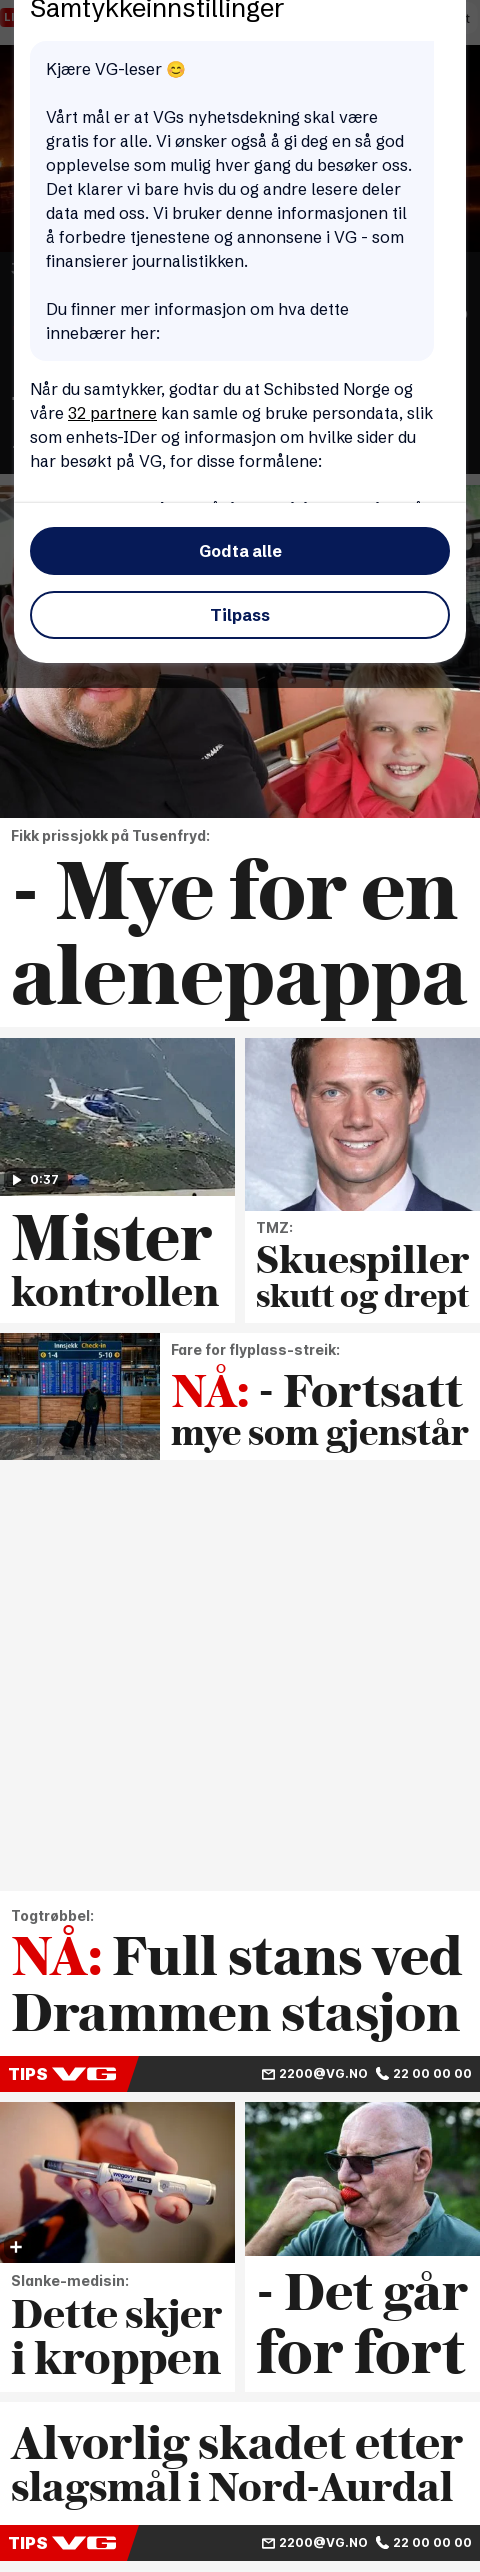 Samtykkeinnstillinger
Kjære VG-leser 😊
Vårt mål er at VGs nyhetsdekning skal være
gratis for alle. Vi ønsker også å gi deg en så god
opplevelse som mulig hver gang du besøker oss.
Det klarer vi bare hvis du og andre lesere deler
data med oss. Vi bruker denne informasjonen til
å forbedre tjenestene og annonsene i VG - som
finansierer journalistikken.
Du finner mer informasjon om hva dette
innebærer her:
Når du samtykker, godtar du at Schibsted Norge og
våre 32 partnere kan samle og bruke persondata, slik
som enhets-IDer og informasjon om hvilke sider du
har besøkt på VG, for disse formålene:
Godta alle
Tilpass
Fikk prissjokk på Tusenfryd:
- Mye for en
alenepappa
0:37
Mister
kontrollen
TMZ:
Skuespiller
skutt og drept
Innsjekk Check-in
1-4 5-10
Fare for flyplass-streik:
NÅ: - Fortsatt
mye som gjenstår
Togtrøbbel:
NÅ: Full stans ved
Drammen stasjon
TIPS VG 2200@VG.NO 22 00 00 00
wegovy
Slanke-medisin:
Dette skjer
i kroppen
- Det går
for fort
Alvorlig skadet etter
slagsmål i Nord-Aurdal
TIPS VG 2200@VG.NO 22 00 00 00